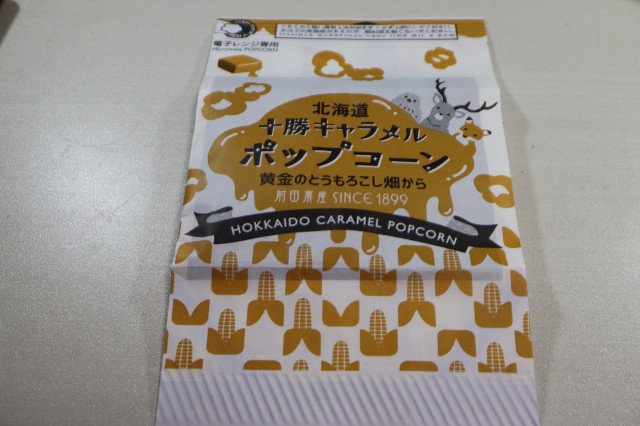 電子レンジ専用
Microwave POPCORN
北海道
十勝キャラメル
ポップコーン
黄金のとうもろこし畑から
前田農産 SINCE 1899
HOKKAIDO CARAMEL POPCORN